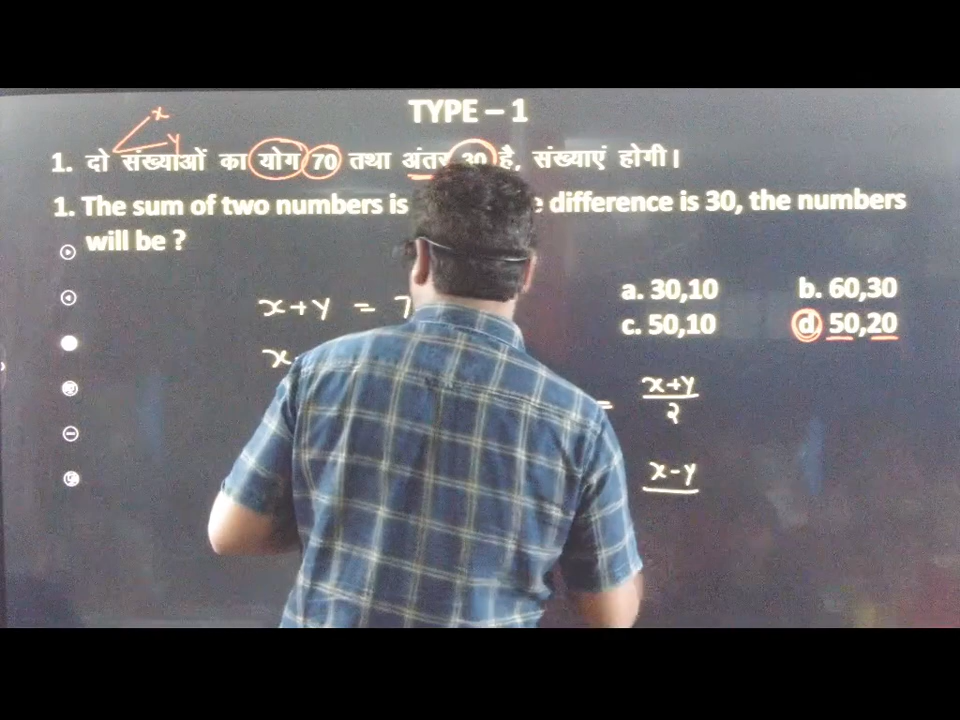 TYPE – 1
x
y
1. दो संख्याओं का योग 70 तथा अंतर 30 है, संख्याएं होगी।
1. The sum of two numbers is difference is 30, the numbers
will be ?
a. 30,10 b. 60,30
x+y = 7
c. 50,10 d. 50,20
x
= x+y
2
x-y